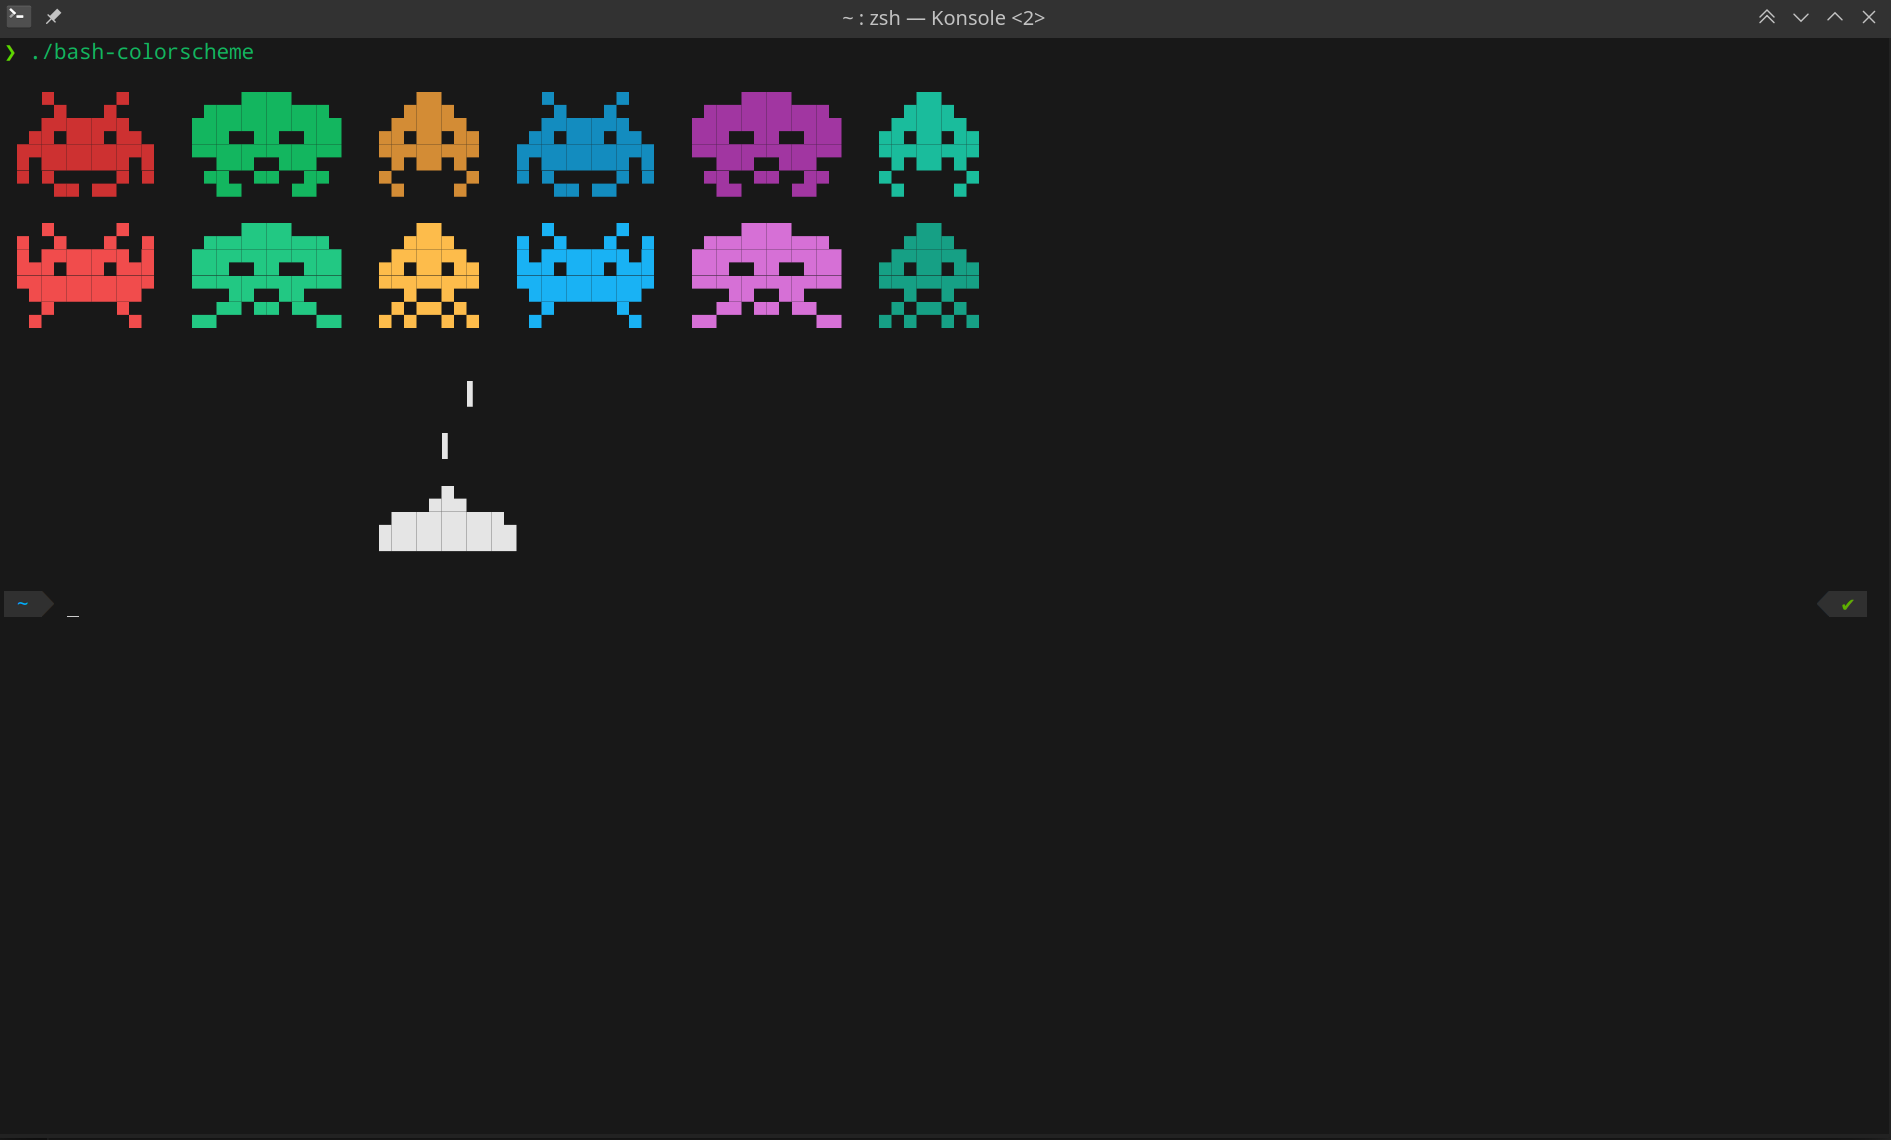 ~ : zsh — Konsole <2>
❯ ./bash-colorscheme
~ _ ✔